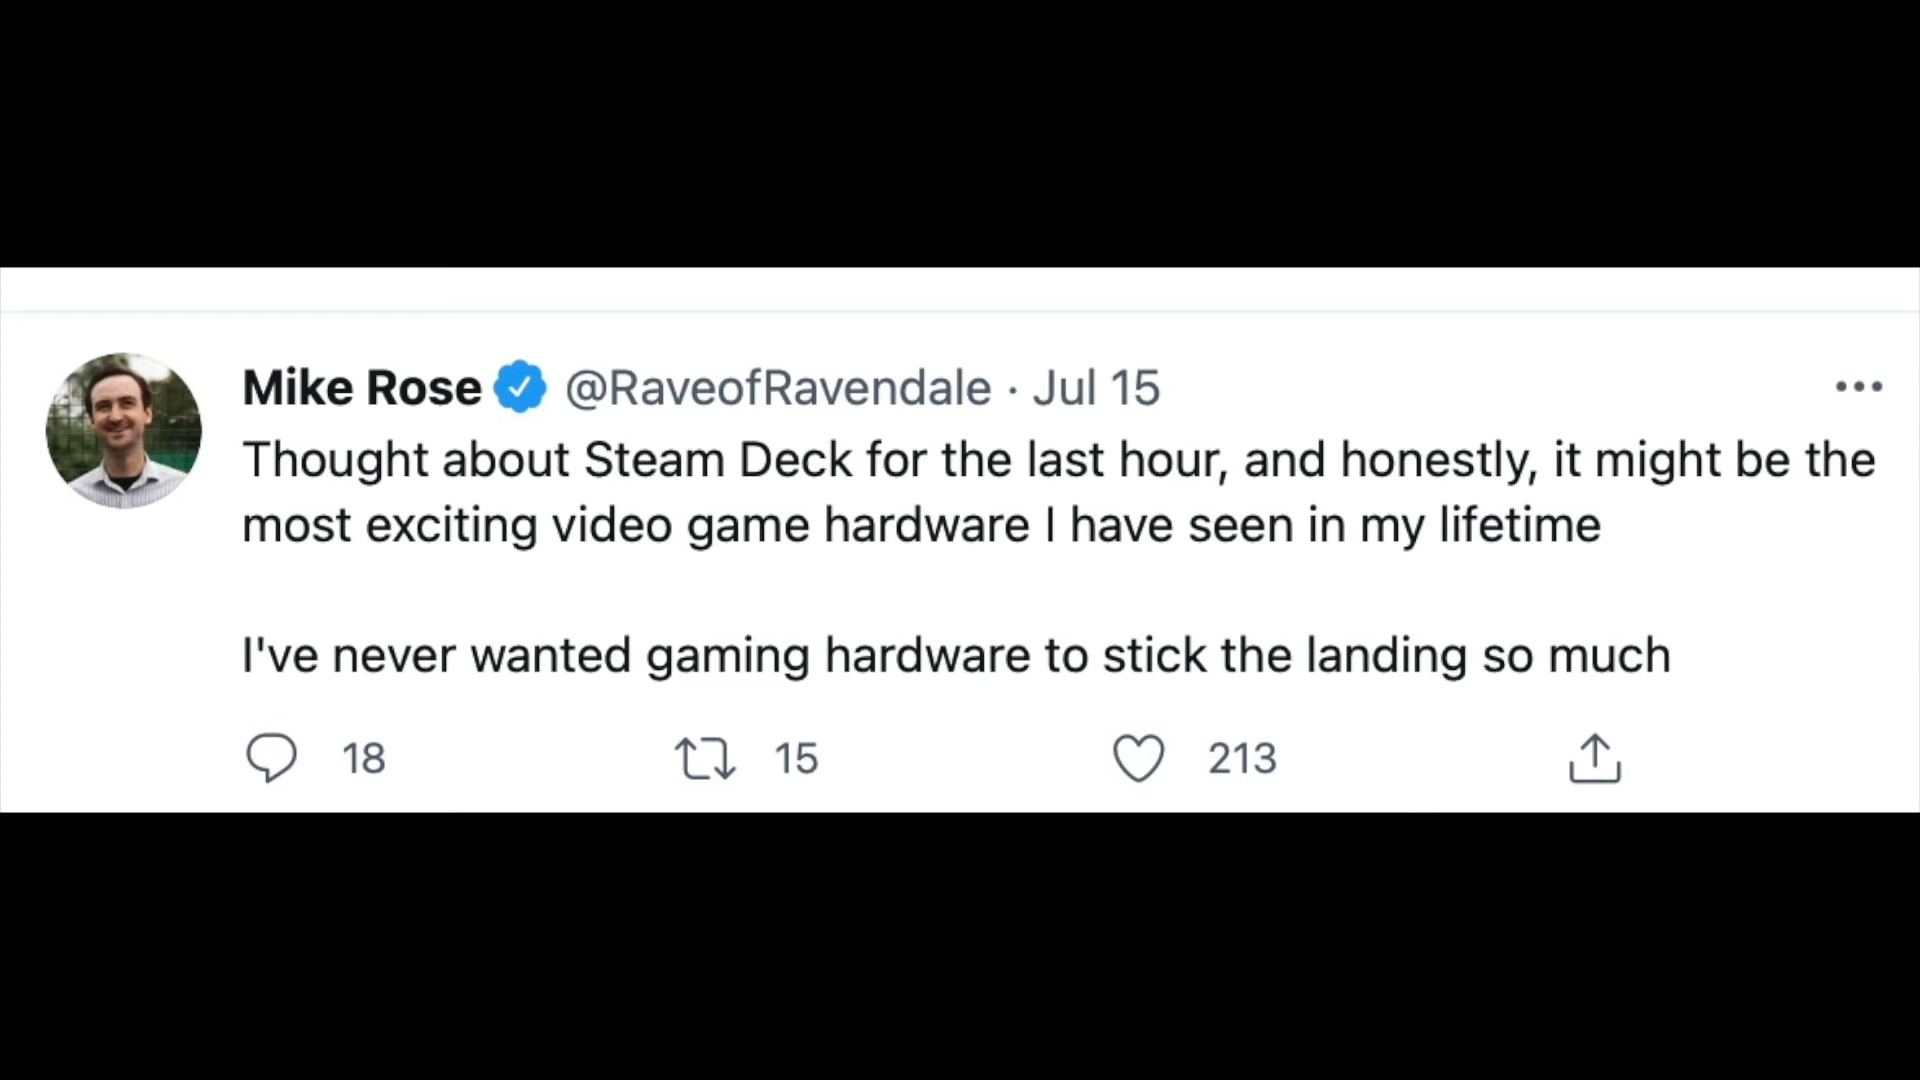 Mike Rose @RaveofRavendale · Jul 15
Thought about Steam Deck for the last hour, and honestly, it might be the
most exciting video game hardware I have seen in my lifetime
I've never wanted gaming hardware to stick the landing so much
18 15 213